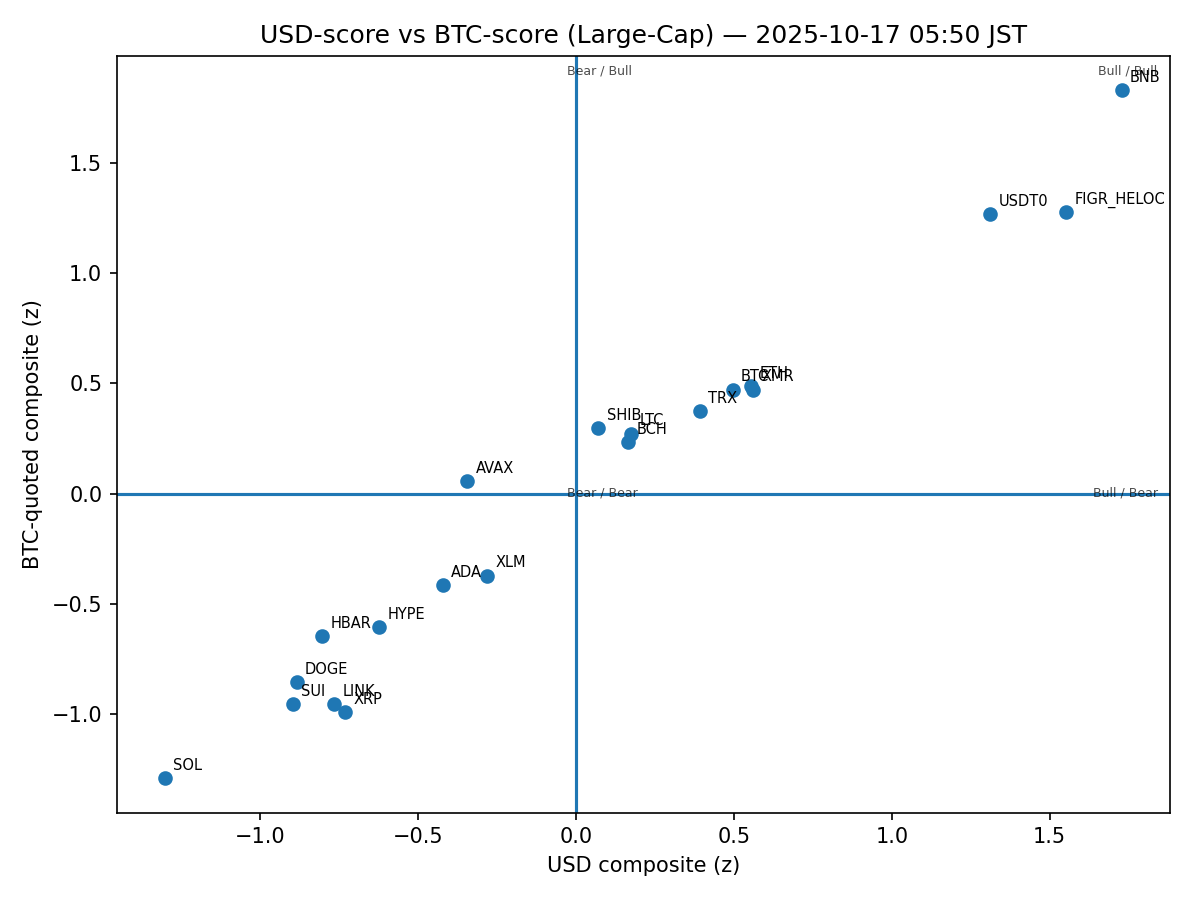 USD-score vs BTC-score (Large-Cap) — 2025-10-17 05:50 JST
Bear / Bull
Bull / Bull
BNB
1.5
USDT0
FIGR_HELOC
1.0
0.5
BTC
ETH
XMR
TRX
SHIB
LTC
BCH
AVAX
0.0
Bear / Bear
Bull / Bear
XLM
ADA
−0.5
HYPE
HBAR
DOGE
SUI
LINK
XRP
−1.0
SOL
−1.0
−0.5
0.0
0.5
1.0
1.5
USD composite (z)
BTC-quoted composite (z)